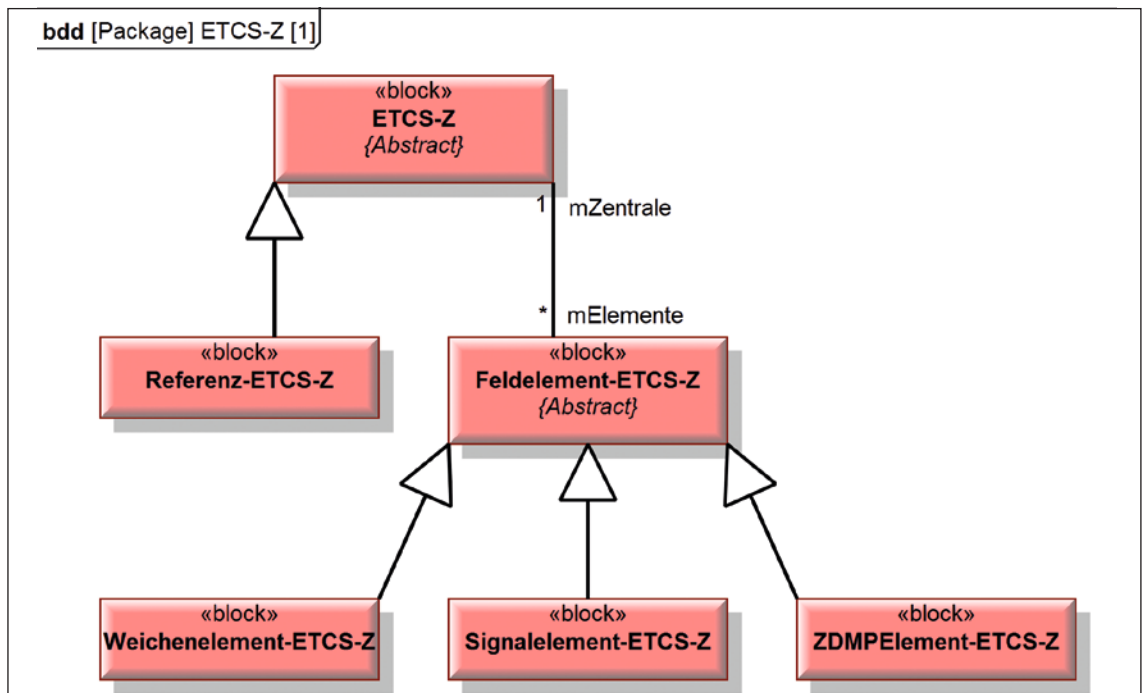 bdd [Package] ETCS-Z [1]
«block»
ETCS-Z
{Abstract}
1 mZentrale
* mElemente
«block»
Referenz-ETCS-Z
«block»
Feldelement-ETCS-Z
{Abstract}
«block»
Weichenelement-ETCS-Z
«block»
Signalelement-ETCS-Z
«block»
ZDMPElement-ETCS-Z